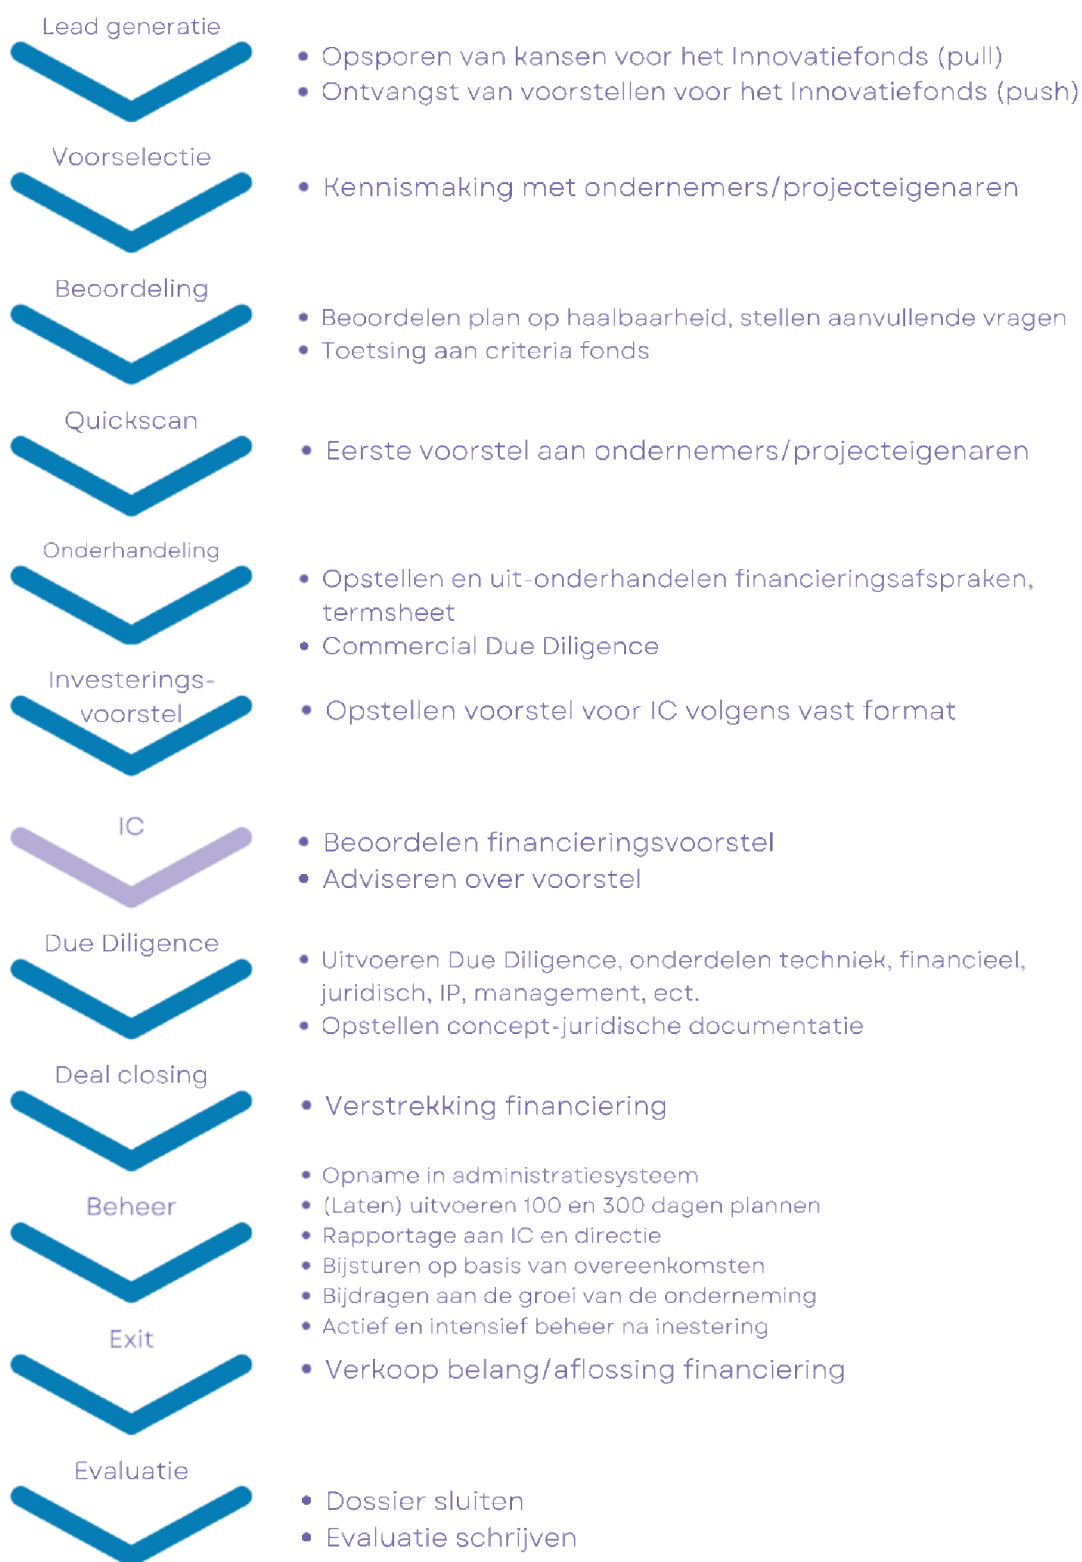 Lead generatie
• Opsporen van kansen voor het Innovatiefonds (pull)
• Ontvangst van voorstellen voor het Innovatiefonds (push)
Voorselectie
• Kennismaking met ondernemers/projecteigenaren
Beoordeling
• Beoordelen plan op haalbaarheid, stellen aanvullende vragen
• Toetsing aan criteria fonds
Quickscan
• Eerste voorstel aan ondernemers/projecteigenaren
Onderhandeling
• Opstellen en uit-onderhandelen financieringsafspraken,
termsheet
• Commercial Due Diligence
Investerings-
voorstel
• Opstellen voorstel voor IC volgens vast format
IC
• Beoordelen financieringsvoorstel
• Adviseren over voorstel
Due Diligence
• Uitvoeren Due Diligence, onderdelen techniek, financieel,
juridisch, IP, management, ect.
• Opstellen concept-juridische documentatie
Deal closing
• Verstrekking financiering
Beheer
• Opname in administratiesysteem
• (Laten) uitvoeren 100 en 300 dagen plannen
• Rapportage aan IC en directie
• Bijsturen op basis van overeenkomsten
• Bijdragen aan de groei van de onderneming
• Actief en intensief beheer na inestering
Exit
• Verkoop belang/aflossing financiering
Evaluatie
• Dossier sluiten
• Evaluatie schrijven